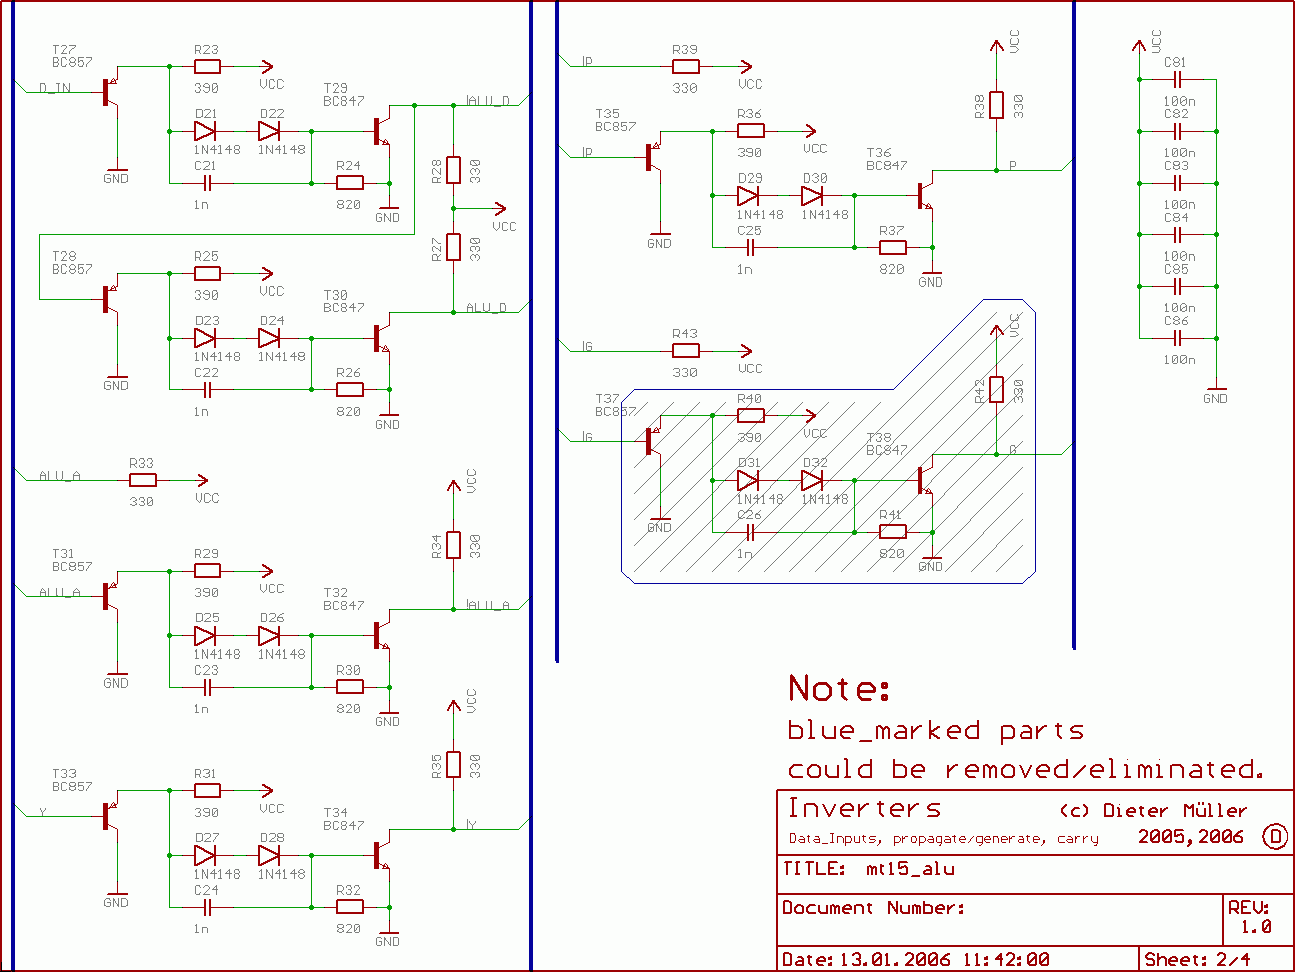 T27
BC857
D_IN
GND
R23
390
VCC
D21
1N4148
D22
1N4148
C21
1n
T29
BC847
R24
820
GND
!ALU_D
R28
330
VCC
R27
330
T28
BC857
GND
R25
390
VCC
D23
1N4148
D24
1N4148
C22
1n
T30
BC847
R26
820
GND
ALU_D
ALU_A
R33
330
VCC
T31
BC857
ALU_A
GND
R29
390
VCC
D25
1N4148
D26
1N4148
C23
1n
T32
BC847
R30
820
GND
VCC
R34
330
!ALU_A
T33
BC857
Y
GND
R31
390
VCC
D27
1N4148
D28
1N4148
C24
1n
T34
BC847
R32
820
GND
VCC
R35
330
!Y
!P
R39
330
VCC
T35
BC857
!P
GND
R36
390
VCC
D29
1N4148
D30
1N4148
C25
1n
T36
BC847
R37
820
GND
VCC
R38
330
P
!G
R43
330
VCC
T37
BC857
!G
GND
R40
390
VCC
D31
1N4148
D32
1N4148
C26
1n
T38
BC847
R41
820
GND
VCC
R42
330
G
VCC
C81
100n
C82
100n
C83
100n
C84
100n
C85
100n
C86
100n
GND
Note:
blue_marked parts
could be removed/eliminated.
Inverters (c) Dieter Müller
Data_Inputs, propagate/generate, carry 2005,2006 D
TITLE: mt15_alu
Document Number:
REV:
1.0
Date: 13.01.2006 11:42:00
Sheet: 2/4